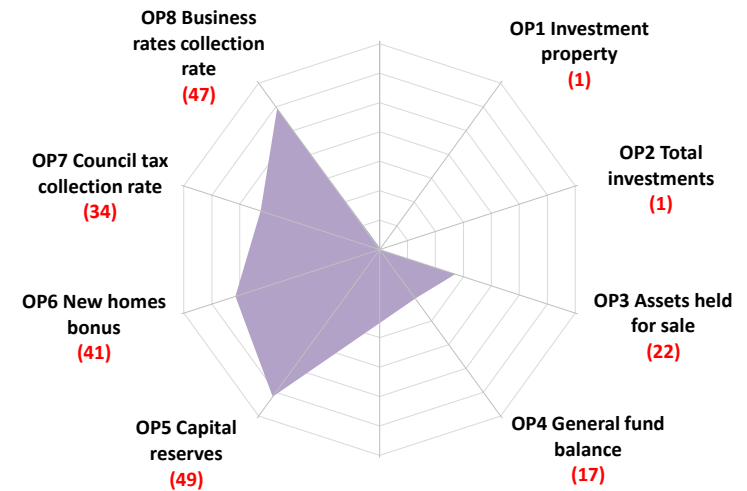 OP8 Business
rates collection
rate
(47)
OP1 Investment
property
(1)
OP2 Total
investments
(1)
OP3 Assets held
for sale
(22)
OP4 General fund
balance
(17)
OP5 Capital
reserves
(49)
OP6 New homes
bonus
(41)
OP7 Council tax
collection rate
(34)